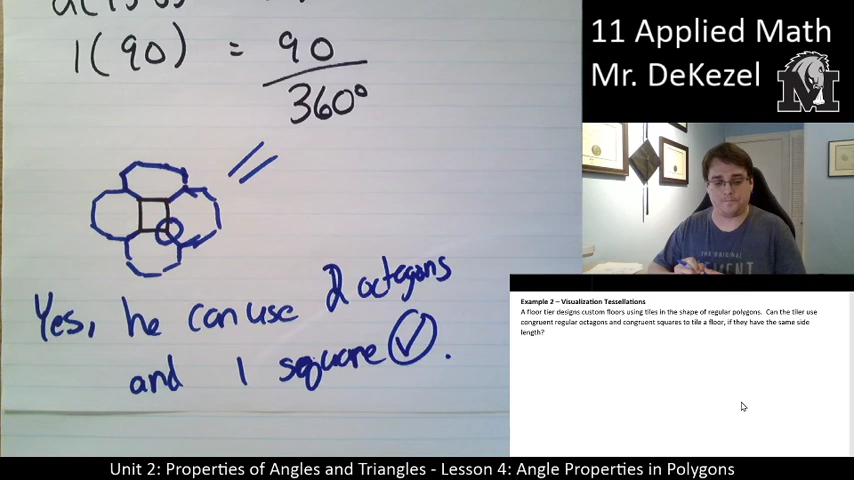 1(90) = 90
360°
Yes, he can use 2 octagons
and 1 square ✓.
11 Applied Math
Mr. DeKezel
M
THE ORIGINAL
Example 2 – Visualization Tessellations
A floor tier designs custom floors using tiles in the shape of regular polygons. Can the tiler use
congruent regular octagons and congruent squares to tile a floor, if they have the same side
length?
Unit 2: Properties of Angles and Triangles - Lesson 4: Angle Properties in Polygons